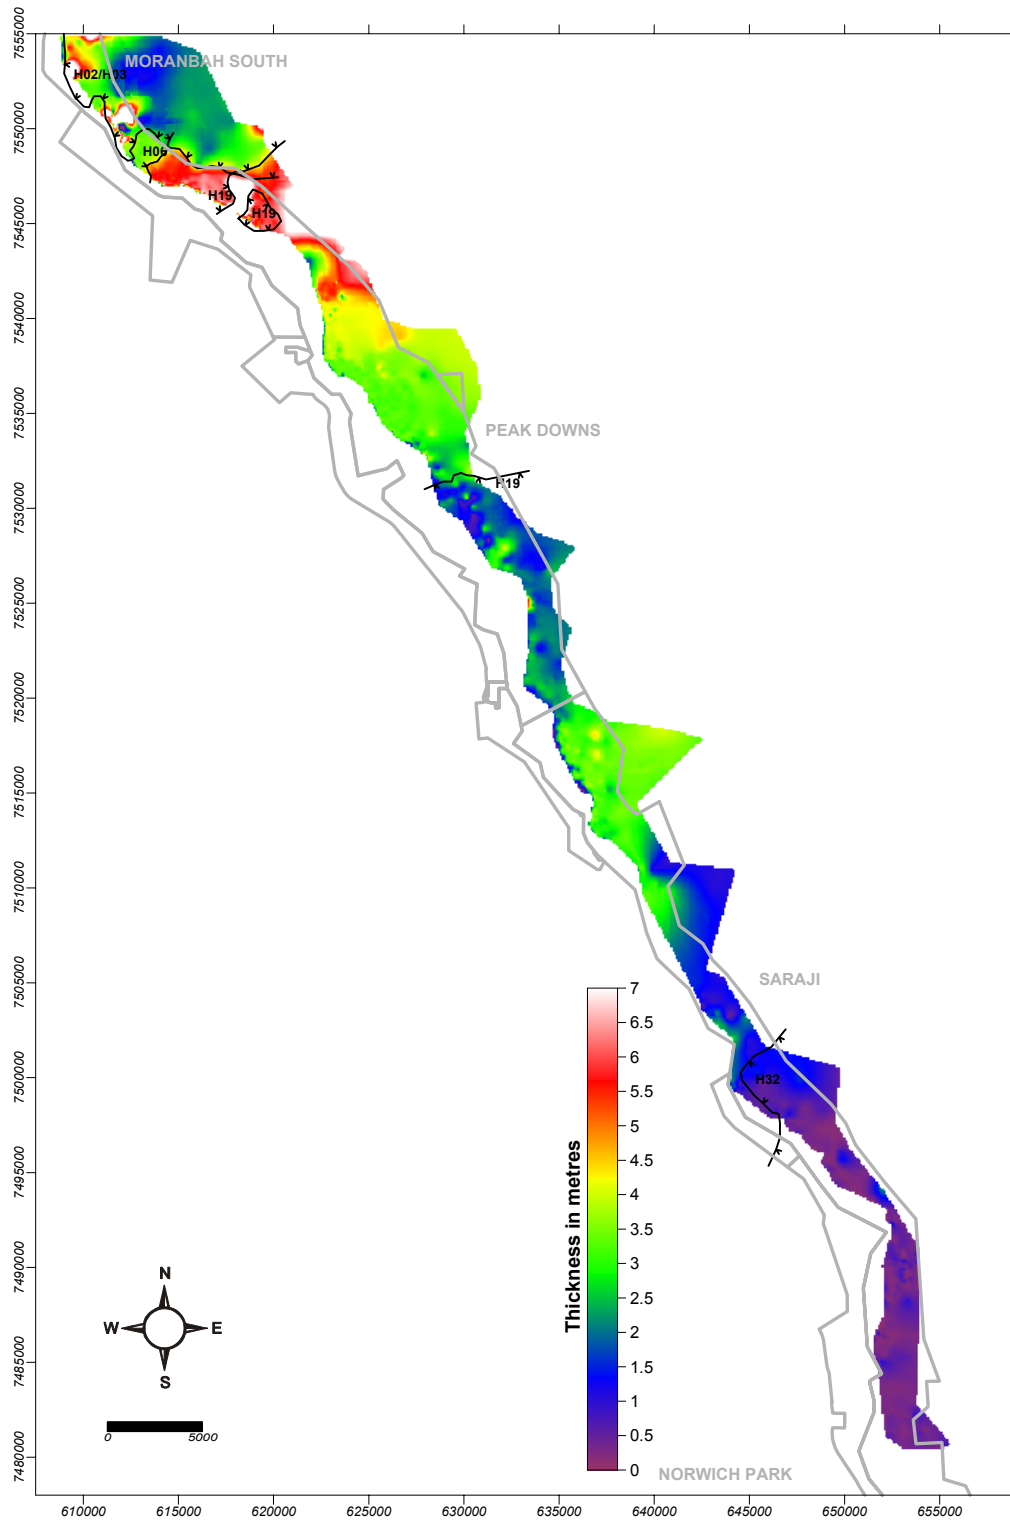 7555000
7550000
7545000
7540000
7535000
7530000
7525000
7520000
7515000
7510000
7505000
7500000
7495000
7490000
7485000
7480000
MORANBAH SOUTH
H02/H03
H06
H19
H19
PEAK DOWNS
H19
SARAJI
H32
NORWICH PARK
Thickness in metres
7
6.5
6
5.5
5
4.5
4
3.5
3
2.5
2
1.5
1
0.5
0
N
W E
S
0 5000
610000 615000 620000 625000 630000 635000 640000 645000 650000 655000